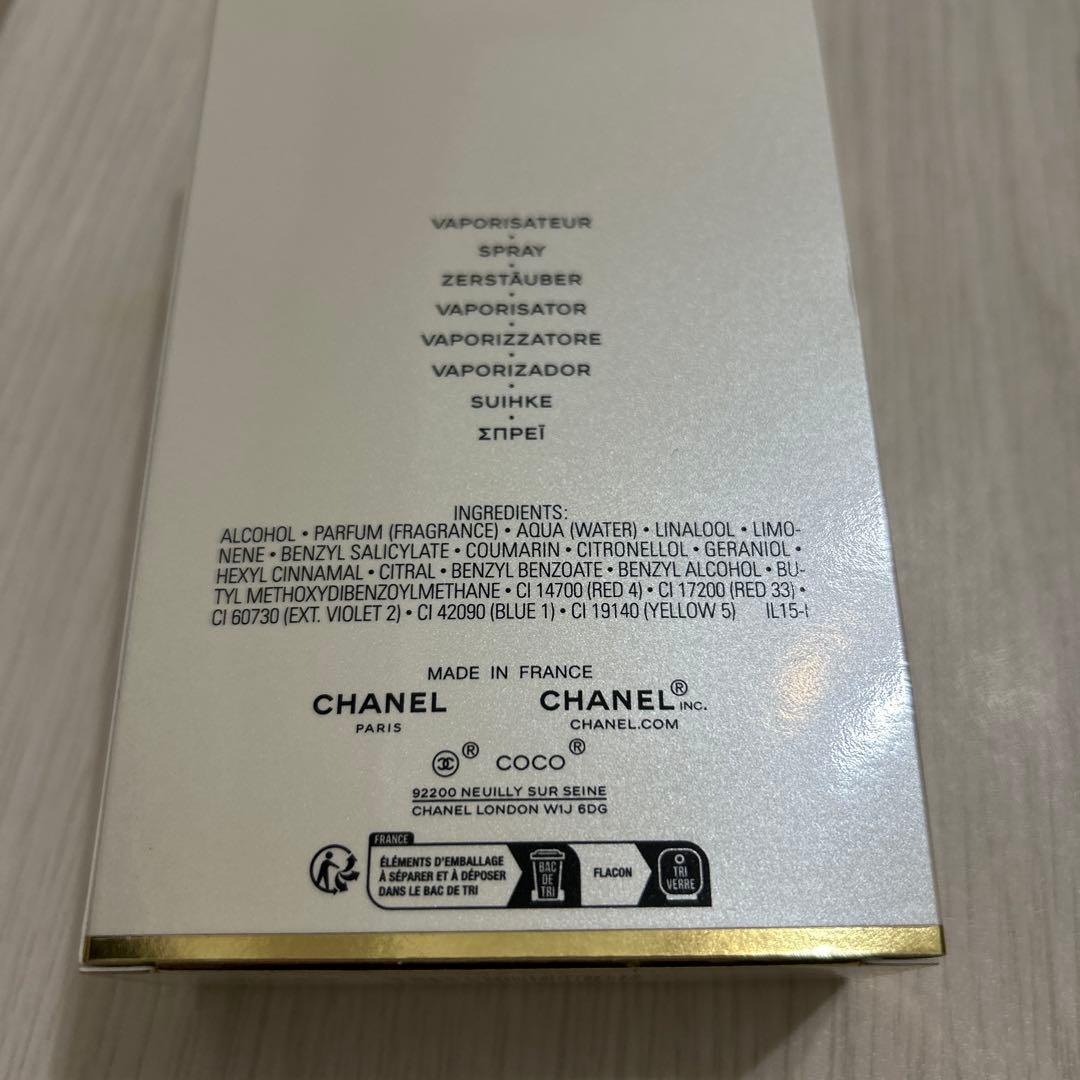 VAPORISATEUR
•
SPRAY
•
ZERSTÄUBER
•
VAPORISATOR
•
VAPORIZZATORE
•
VAPORIZADOR
•
SUIHKE
•
ΣΠΡΕΪ
INGREDIENTS:
ALCOHOL • PARFUM (FRAGRANCE) • AQUA (WATER) • LINALOOL • LIMO-
NENE • BENZYL SALICYLATE • COUMARIN • CITRONELLOL • GERANIOL •
HEXYL CINNAMAL • CITRAL • BENZYL BENZOATE • BENZYL ALCOHOL • BU-
TYL METHOXYDIBENZOYLMETHANE • CI 14700 (RED 4) • CI 17200 (RED 33) •
CI 60730 (EXT. VIOLET 2) • CI 42090 (BLUE 1) • CI 19140 (YELLOW 5) IL15-I
MADE IN FRANCE
CHANEL CHANEL® INC.
PARIS CHANEL.COM
® COCO®
92200 NEUILLY SUR SEINE
CHANEL LONDON W1J 6DG
FRANCE
ÉLÉMENTS D'EMBALLAGE
À SÉPARER ET À DÉPOSER
DANS LE BAC DE TRI
BAC
DE
TRI
FLACON
TRI
VERRE